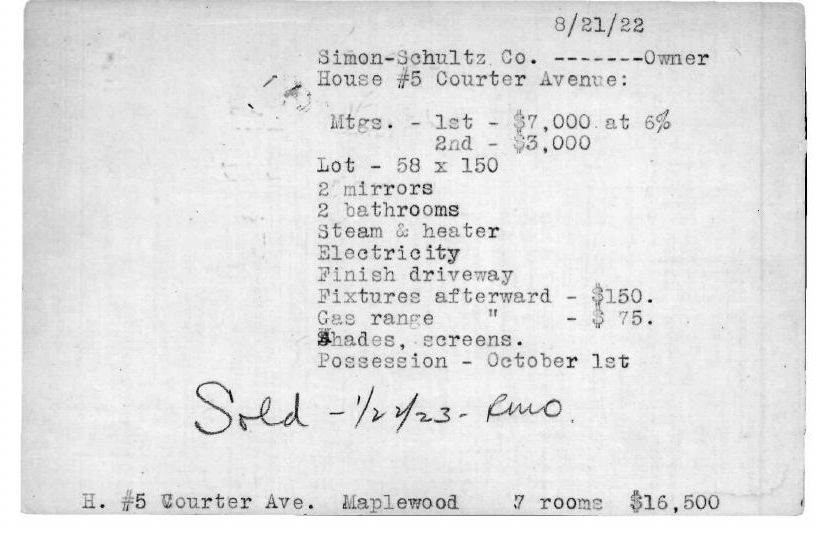 8/21/22
Simon-Schultz Co. -------Owner
House #5 Courter Avenue:
Mtgs. - 1st - $7,000 at 6%
2nd - $3,000
Lot - 58 x 150
2 mirrors
2 bathrooms
Steam & heater
Electricity
Finish driveway
Fixtures afterward - $150.
Gas range " - $ 75.
Shades, screens.
Possession - October 1st
Sold - 1/22/23 -
H. #5 Courter Ave. Maplewood 7 rooms $16,500